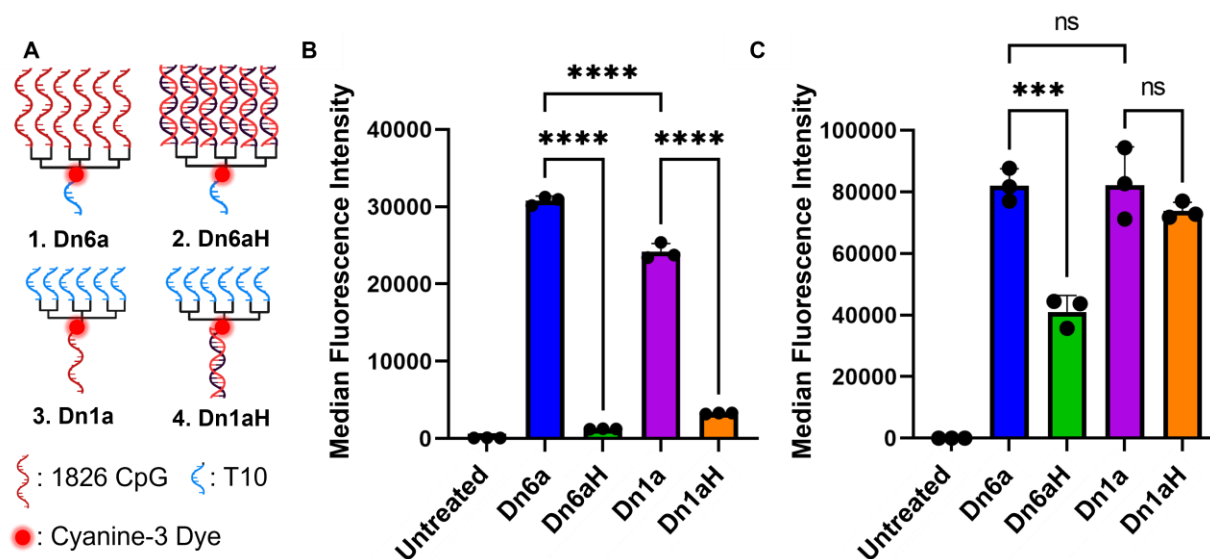 A
1. Dn6a
2. Dn6aH
3. Dn1a
4. Dn1aH
: 1826 CpG
: T10
: Cyanine-3 Dye
B
Median Fluorescence Intensity
40000
30000
20000
10000
0
****
****
****
Untreated
Dn6a
Dn6aH
Dn1a
Dn1aH
C
Median Fluorescence Intensity
100000
80000
60000
40000
20000
0
ns
***
ns
Untreated
Dn6a
Dn6aH
Dn1a
Dn1aH